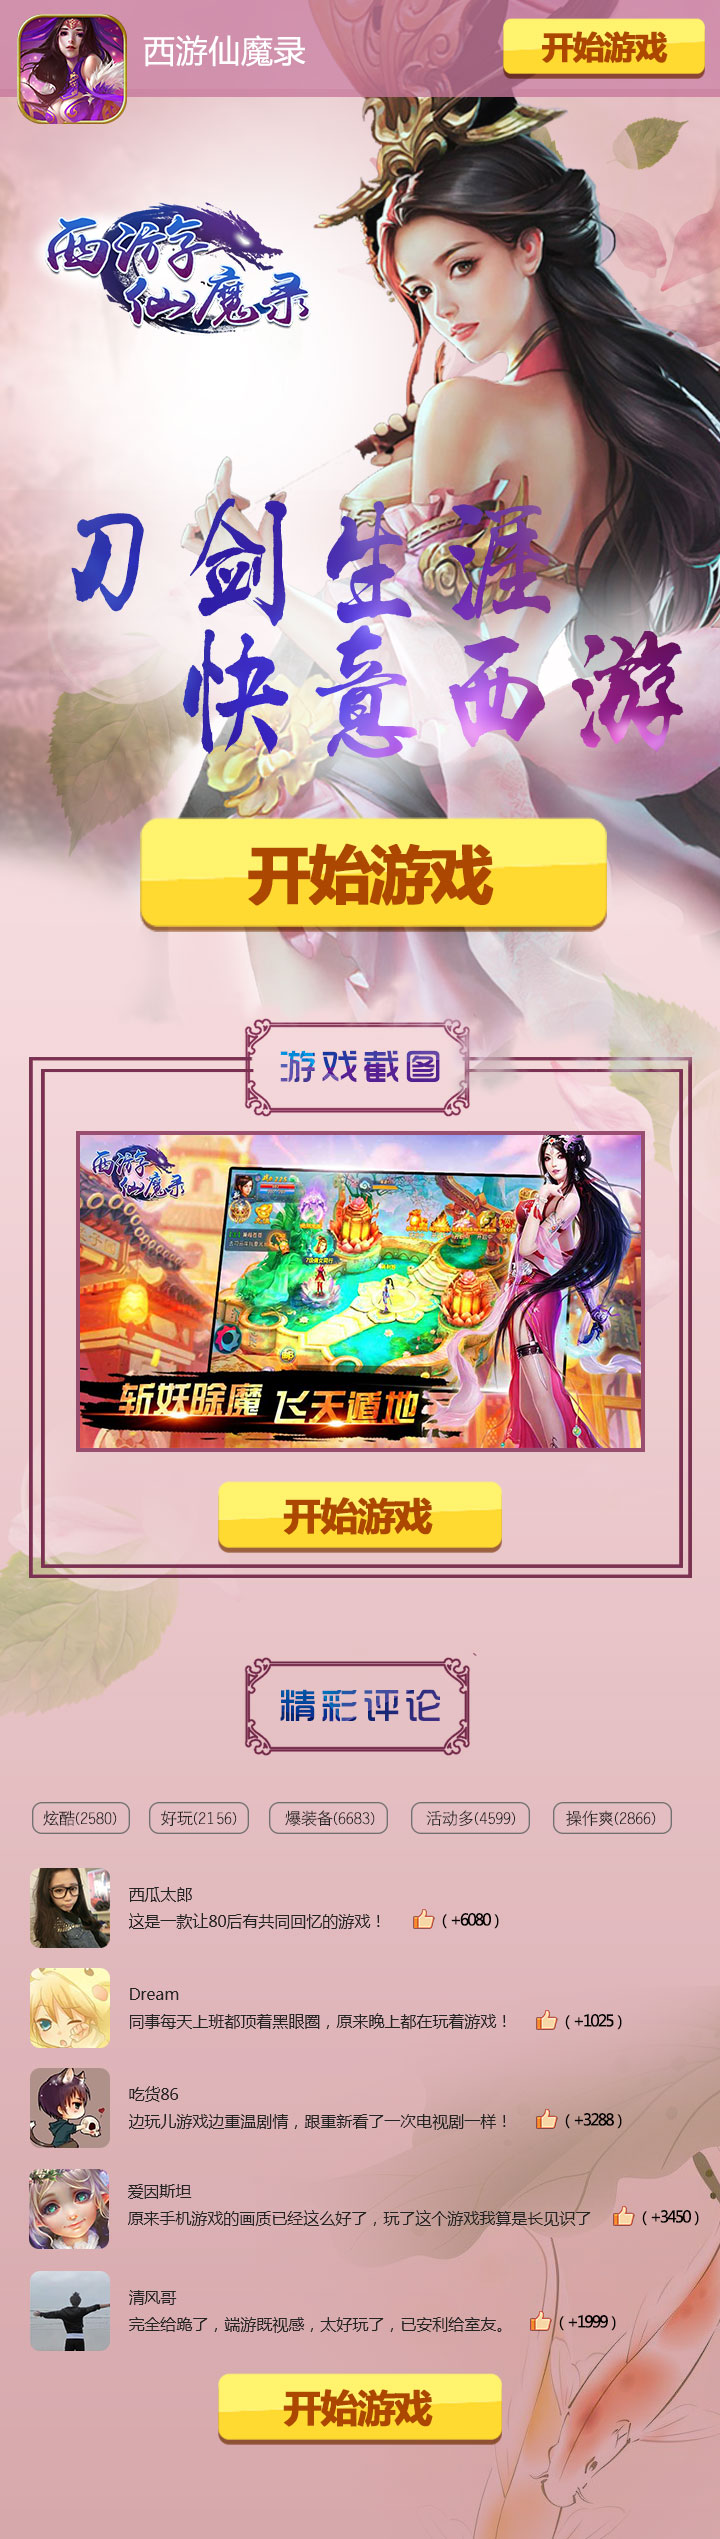 西游仙魔录
开始游戏
西游
仙魔录
刀剑生涯
快意西游
开始游戏
游戏截图
西游
仙魔录
斩妖除魔 飞天遁地
开始游戏
精彩评论
炫酷(2580) 好玩(2156) 爆装备(6683) 活动多(4599) 操作爽(2866)
西瓜太郎
这是一款让80后有共同回忆的游戏！ （+6080）
Dream
同事每天上班都顶着黑眼圈，原来晚上都在玩着游戏！ （+1025）
吃货86
边玩儿游戏边重温剧情，跟重新看了一次电视剧一样！ （+3288）
爱因斯坦
原来手机游戏的画质已经这么好了，玩了这个游戏我算是长见识了 （+3450）
清风哥
完全给跪了，端游既视感，太好玩了，已安利给室友。 （+1999）
开始游戏